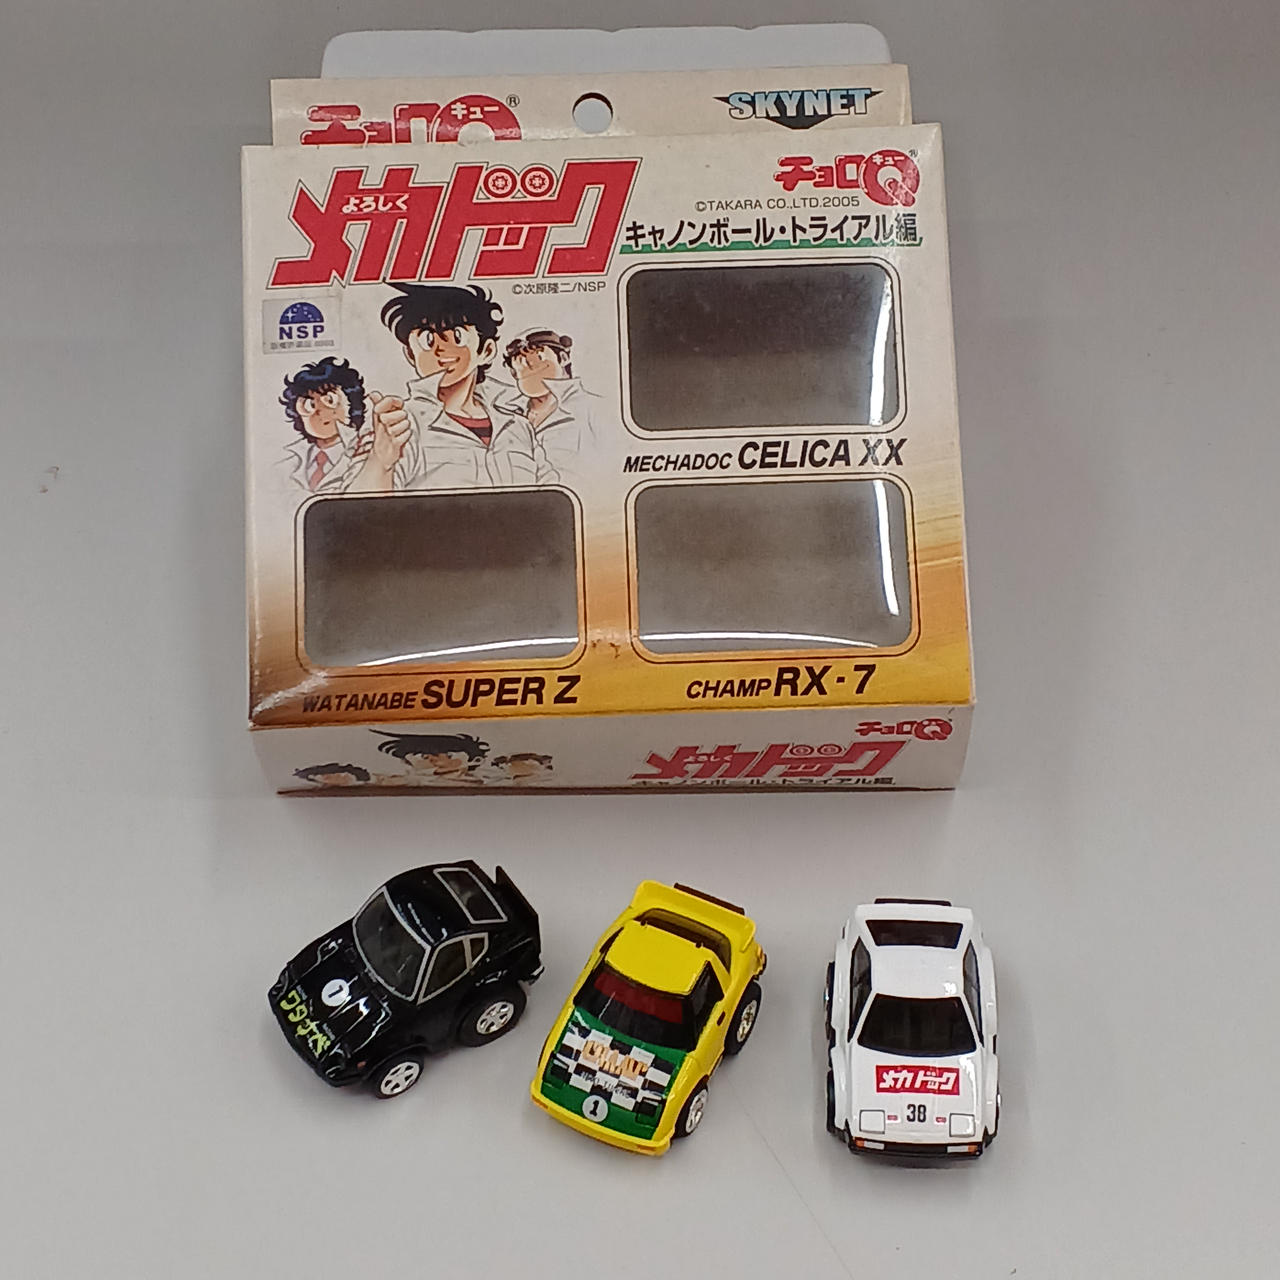 チョロQ キュー ®
SKYNET
よろしく
メカドック
チョロQ キュー ®
©TAKARA CO.,LTD.2005
キャノンボール・トライアル編
©次原隆二/NSP
NSP
MECHADOC CELICA XX
WATANABE SUPER Z
CHAMP RX-7
チョロQ
よろしく
メカドック
キャノンボール・トライアル編
1
ワタナベ
1
メカドック
38